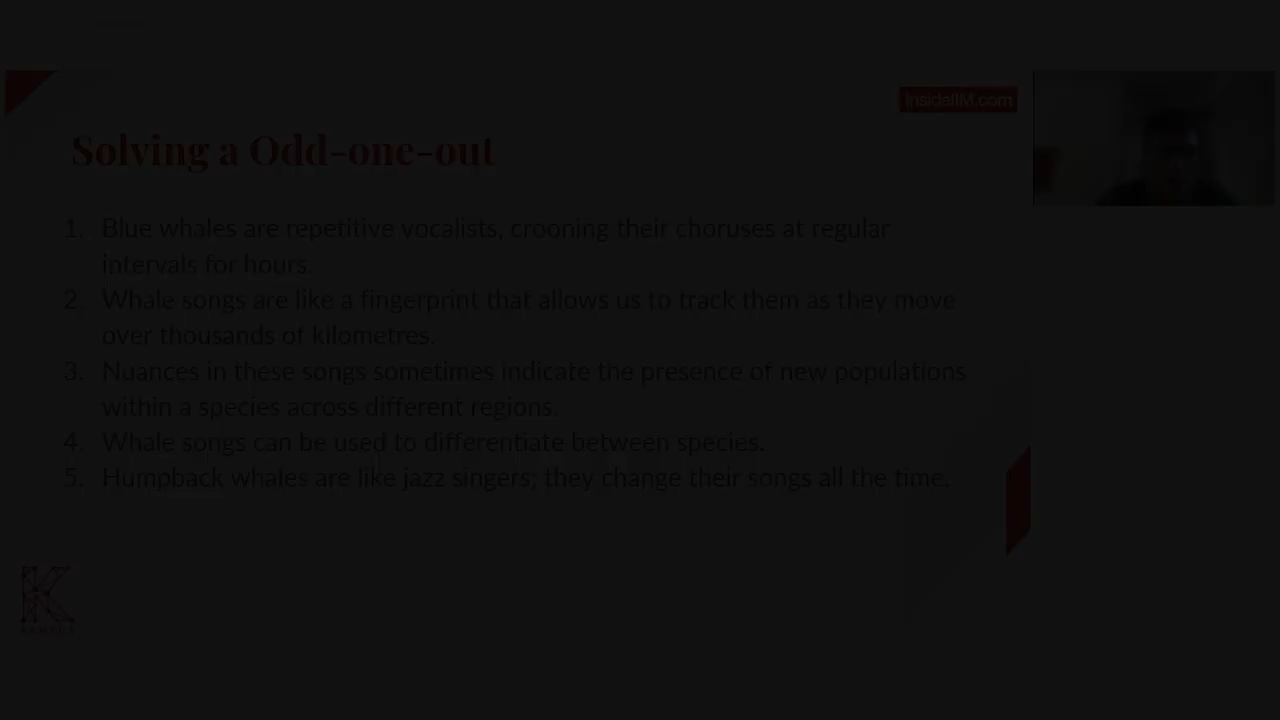 InsideIIM.com
Solving a Odd-one-out
1. Blue whales are repetitive vocalists, crooning their choruses at regular
intervals for hours.
2. Whale songs are like a fingerprint that allows us to track them as they move
over thousands of kilometres.
3. Nuances in these songs sometimes indicate the presence of new populations
within a species across different regions.
4. Whale songs can be used to differentiate between species.
5. Humpback whales are like jazz singers; they change their songs all the time.
K